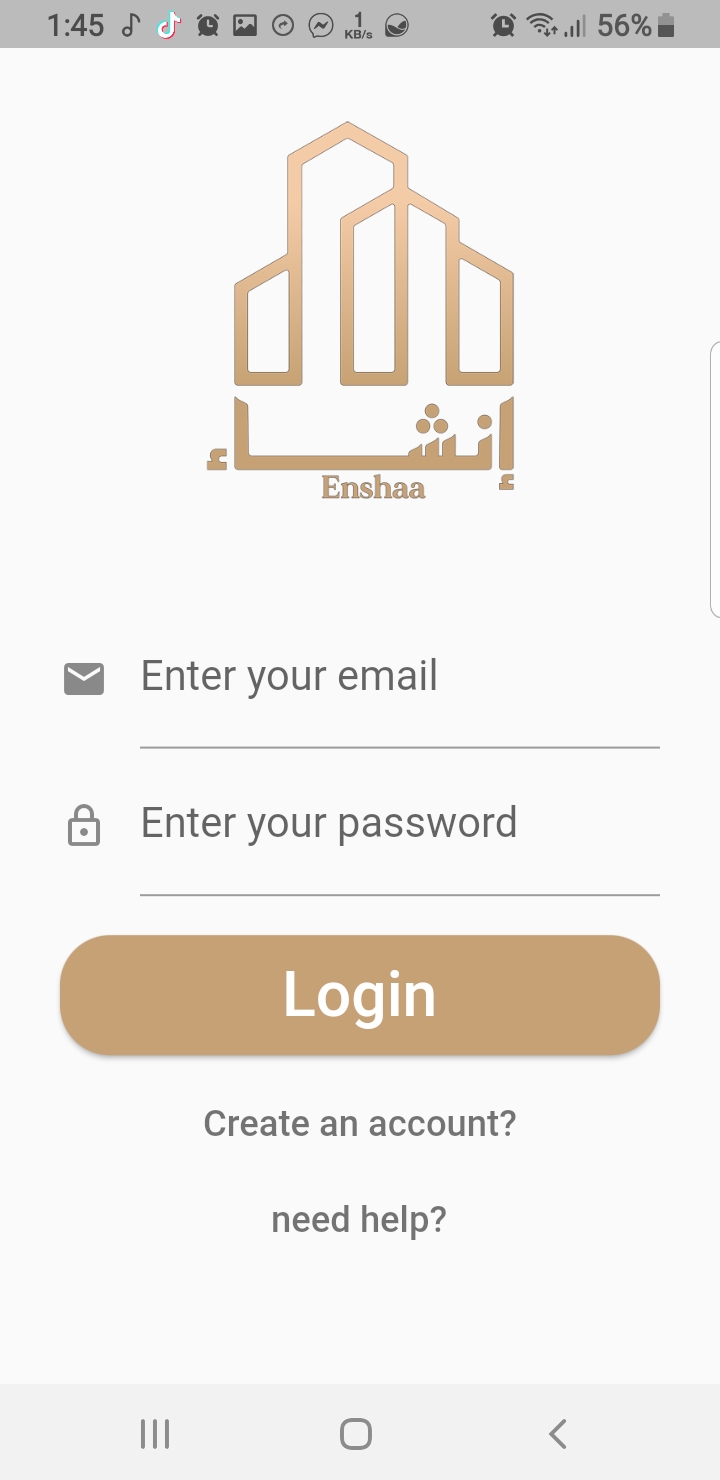 1:45
1
KB/s
56%
إنشاء
Enshaa
Enter your email
Enter your password
Login
Create an account?
need help?